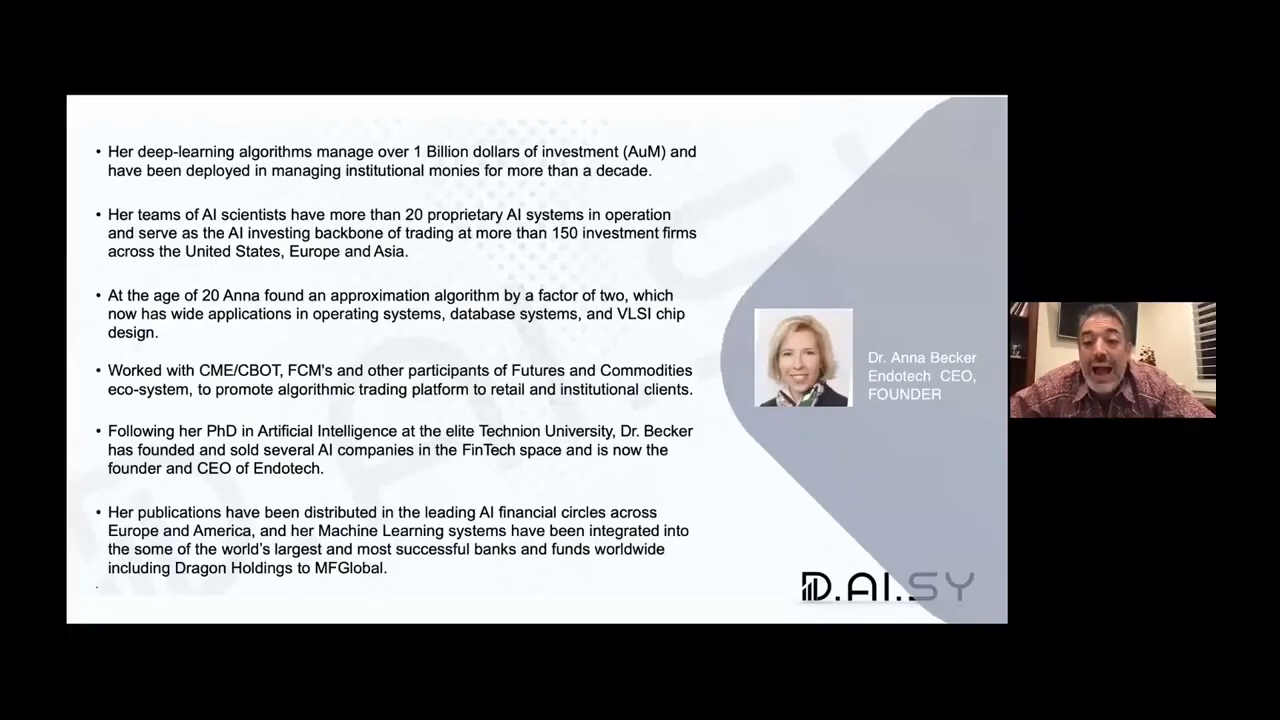 • Her deep-learning algorithms manage over 1 Billion dollars of investment (AuM) and
have been deployed in managing institutional monies for more than a decade.
• Her teams of AI scientists have more than 20 proprietary AI systems in operation
and serve as the AI investing backbone of trading at more than 150 investment firms
across the United States, Europe and Asia.
• At the age of 20 Anna found an approximation algorithm by a factor of two, which
now has wide applications in operating systems, database systems, and VLSI chip
design.
• Worked with CME/CBOT, FCM's and other participants of Futures and Commodities
eco-system, to promote algorithmic trading platform to retail and institutional clients.
• Following her PhD in Artificial Intelligence at the elite Technion University, Dr. Becker
has founded and sold several AI companies in the FinTech space and is now the
founder and CEO of Endotech.
• Her publications have been distributed in the leading AI financial circles across
Europe and America, and her Machine Learning systems have been integrated into
the some of the world's largest and most successful banks and funds worldwide
including Dragon Holdings to MFGlobal.
.
Dr. Anna Becker
Endotech CEO,
FOUNDER
D.AI.SY